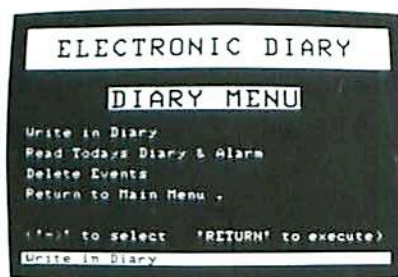 ELECTRONIC DIARY
DIARY MENU
Write in Diary
Read Todays Diary & Alarm
Delete Events
Return to Main Menu .
('->' to select 'RETURN' to execute)
Write in Diary